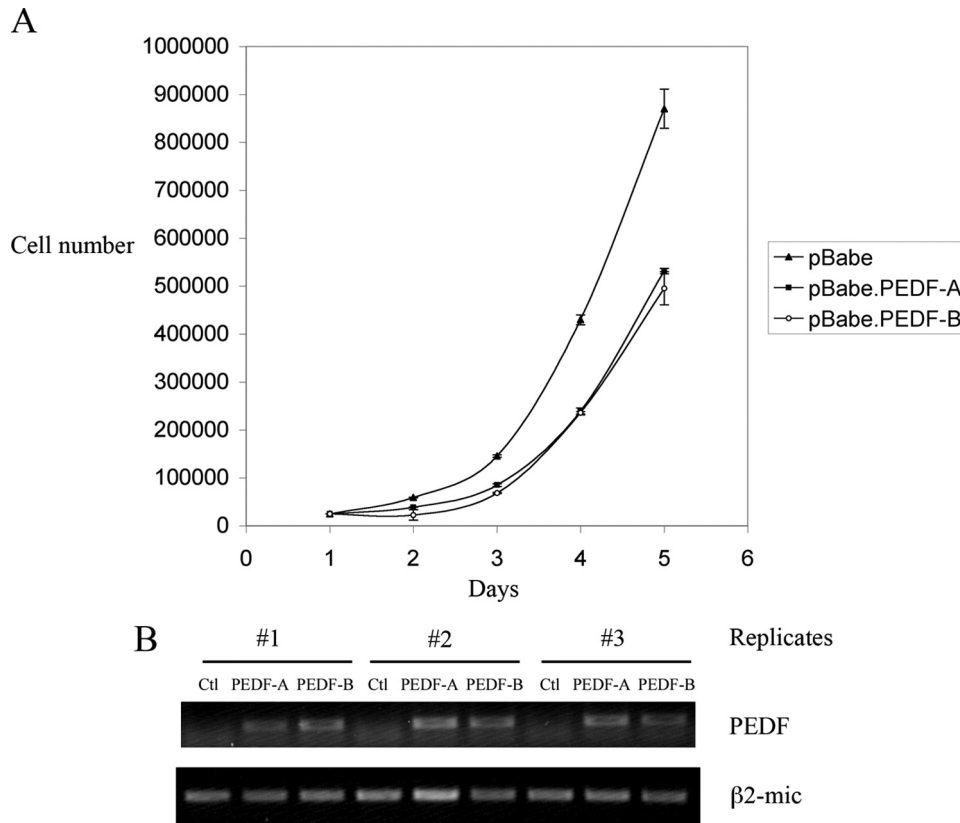 A
1000000
900000
800000
700000
600000
500000
400000
300000
200000
100000
0
Cell number
0 1 2 3 4 5 6
Days
pBabe
pBabe.PEDF-A
pBabe.PEDF-B
B
#1 #2 #3 Replicates
Ctl PEDF-A PEDF-B Ctl PEDF-A PEDF-B Ctl PEDF-A PEDF-B
PEDF
β2-mic